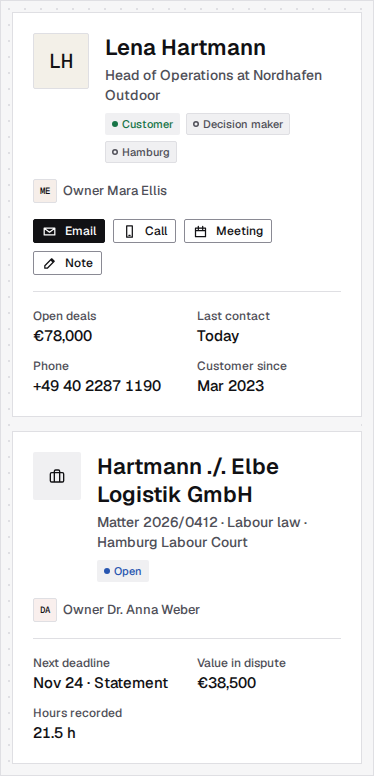 LH
Lena Hartmann
Head of Operations at Nordhafen
Outdoor
Customer
Decision maker
Hamburg
ME Owner Mara Ellis
Email
Call
Meeting
Note
Open deals
€78,000
Last contact
Today
Phone
+49 40 2287 1190
Customer since
Mar 2023
Hartmann ./. Elbe
Logistik GmbH
Matter 2026/0412 · Labour law ·
Hamburg Labour Court
Open
DA Owner Dr. Anna Weber
Next deadline
Nov 24 · Statement
Value in dispute
€38,500
Hours recorded
21.5 h